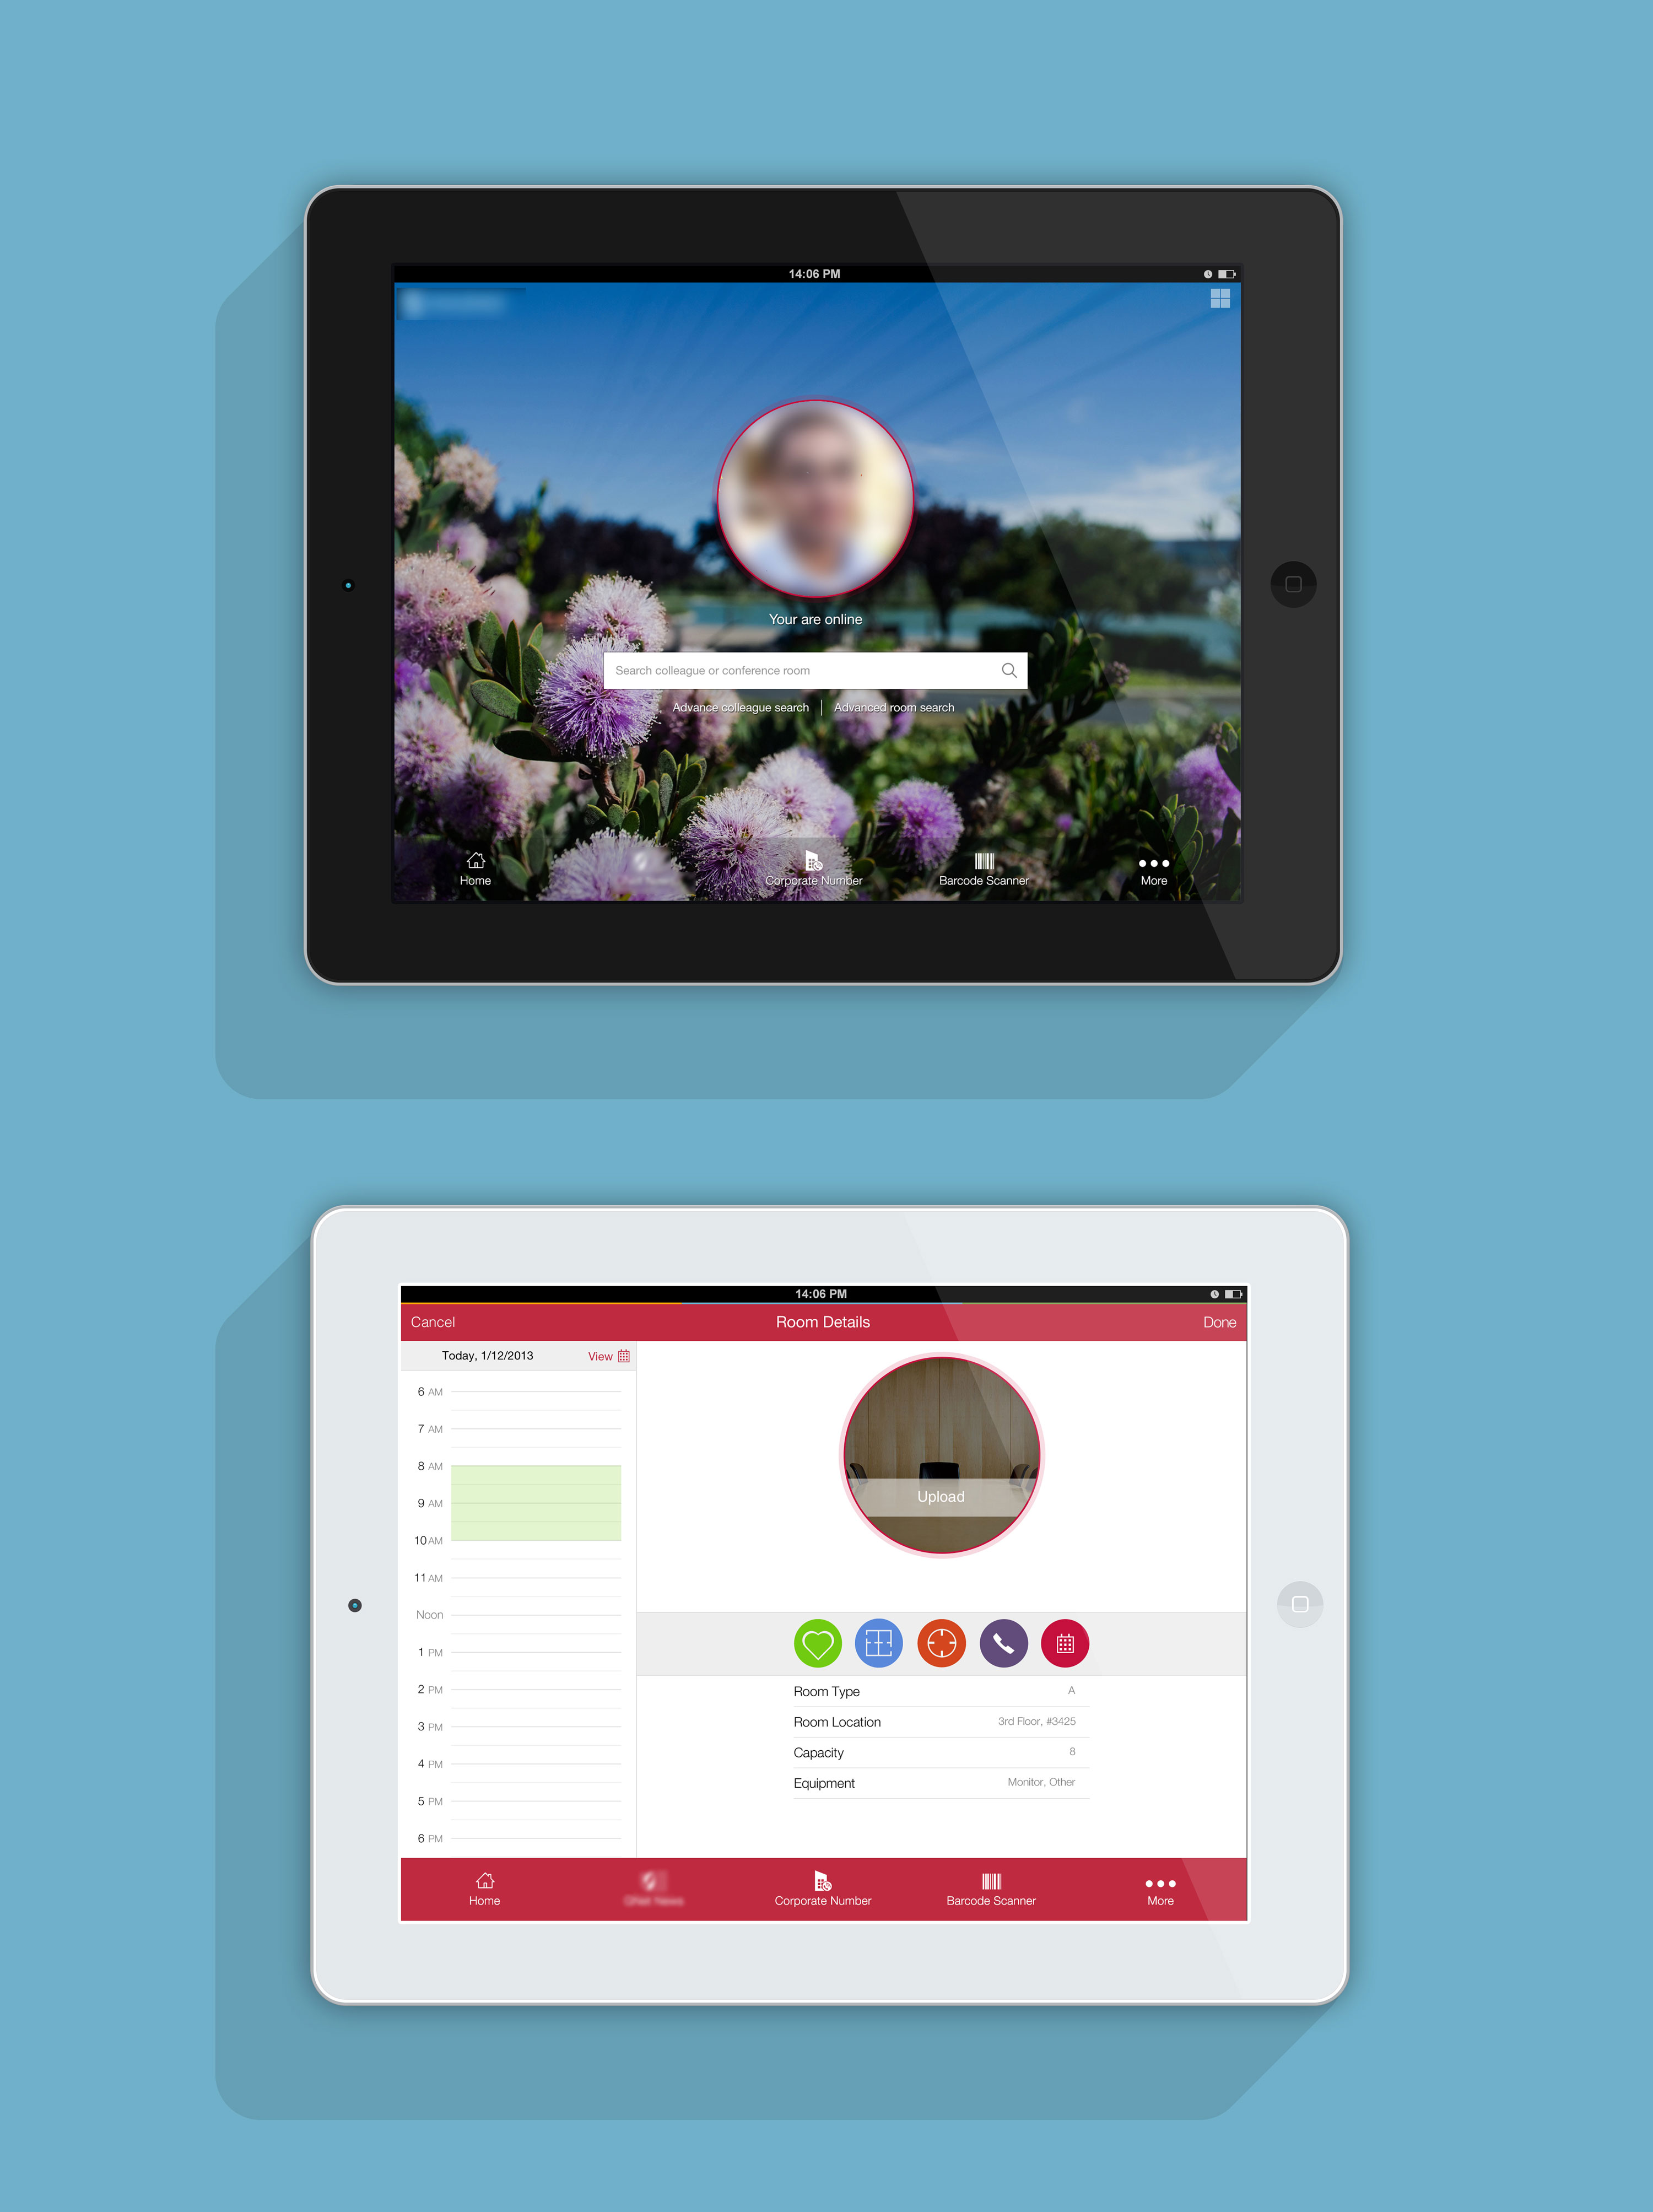 14:06 PM
Your are online
Search colleague or conference room
Advance colleague search
Advanced room search
Home
Corporate Number
Barcode Scanner
More
14:06 PM
Cancel
Room Details
Done
Today, 1/12/2013
View
6 AM
7 AM
8 AM
9 AM
10 AM
11 AM
Noon
1 PM
2 PM
3 PM
4 PM
5 PM
6 PM
Upload
Room Type
A
Room Location
3rd Floor, #3425
Capacity
8
Equipment
Monitor, Other
Home
Corporate Number
Barcode Scanner
More